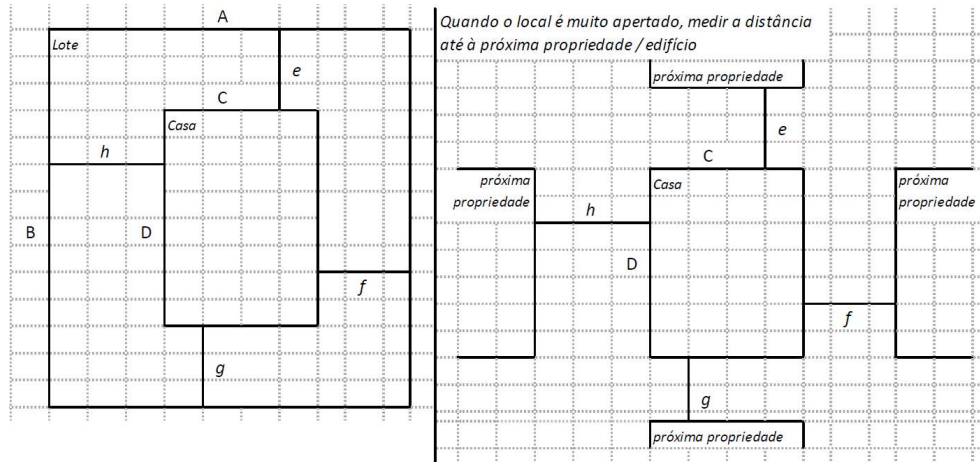 A
Lote
e
C
Casa
h
B
D
f
g
Quando o local é muito apertado, medir a distância
até à próxima propriedade / edifício
próxima propriedade
e
C
próxima
propriedade
Casa
próxima
propriedade
h
D
f
g
próxima propriedade